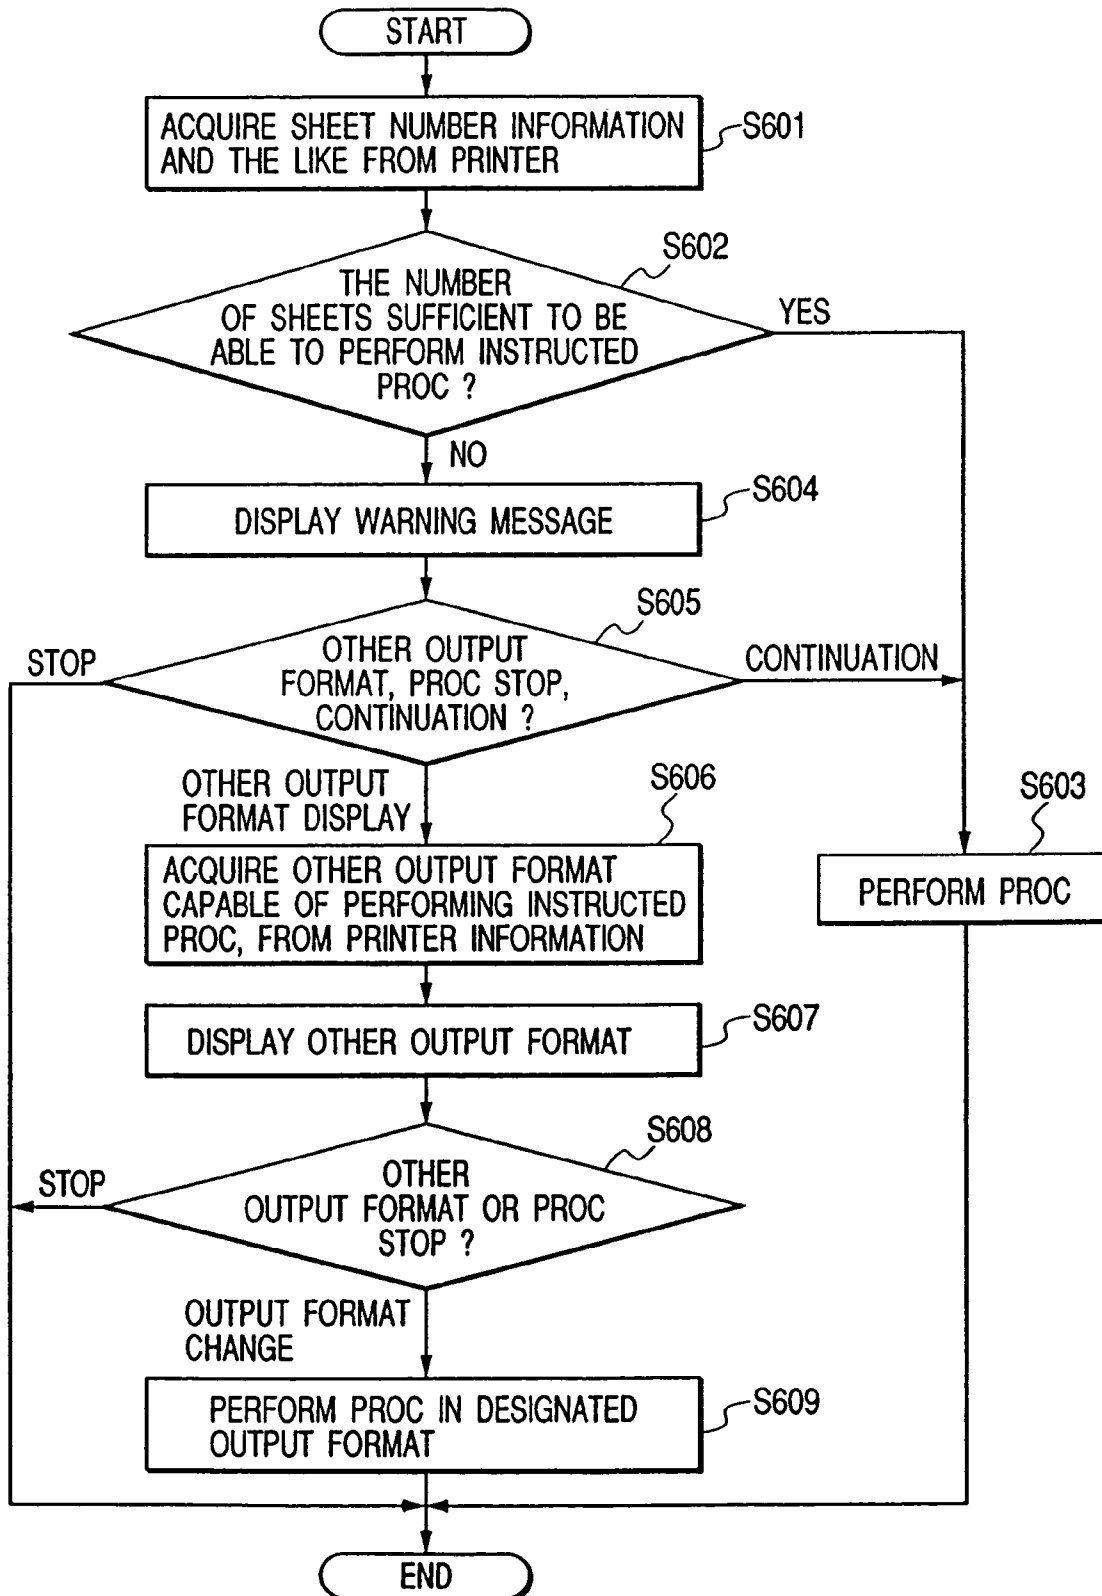 START
ACQUIRE SHEET NUMBER INFORMATION
AND THE LIKE FROM PRINTER
S601
S602
THE NUMBER
OF SHEETS SUFFICIENT TO BE
ABLE TO PERFORM INSTRUCTED
PROC ?
YES
NO
DISPLAY WARNING MESSAGE
S604
S605
STOP
OTHER OUTPUT
FORMAT, PROC STOP,
CONTINUATION ?
CONTINUATION
OTHER OUTPUT
FORMAT DISPLAY
S606
S603
ACQUIRE OTHER OUTPUT FORMAT
CAPABLE OF PERFORMING INSTRUCTED
PROC, FROM PRINTER INFORMATION
PERFORM PROC
DISPLAY OTHER OUTPUT FORMAT
S607
S608
STOP
OTHER
OUTPUT FORMAT OR PROC
STOP ?
OUTPUT FORMAT
CHANGE
PERFORM PROC IN DESIGNATED
OUTPUT FORMAT
S609
END